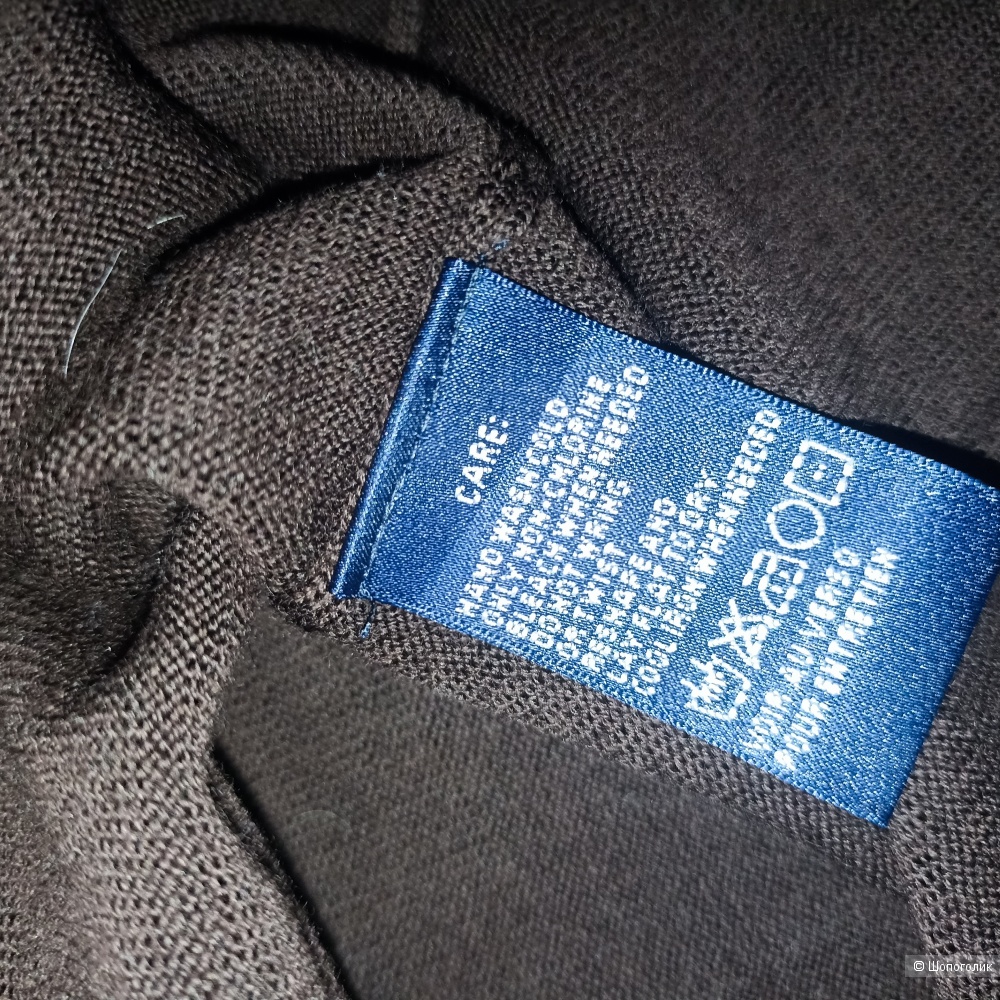 CARE:
HAND WASH COLD
ONLY NON-CHLORINE
BLEACH WHEN NEEDED
DO NOT WRING
OR TWIST
RESHAPE AND
LAY FLAT TO DRY
COOL IRON WHEN NEEDED
VOIR AU VERSO
POUR ENTRETIEN
© Шопоголик